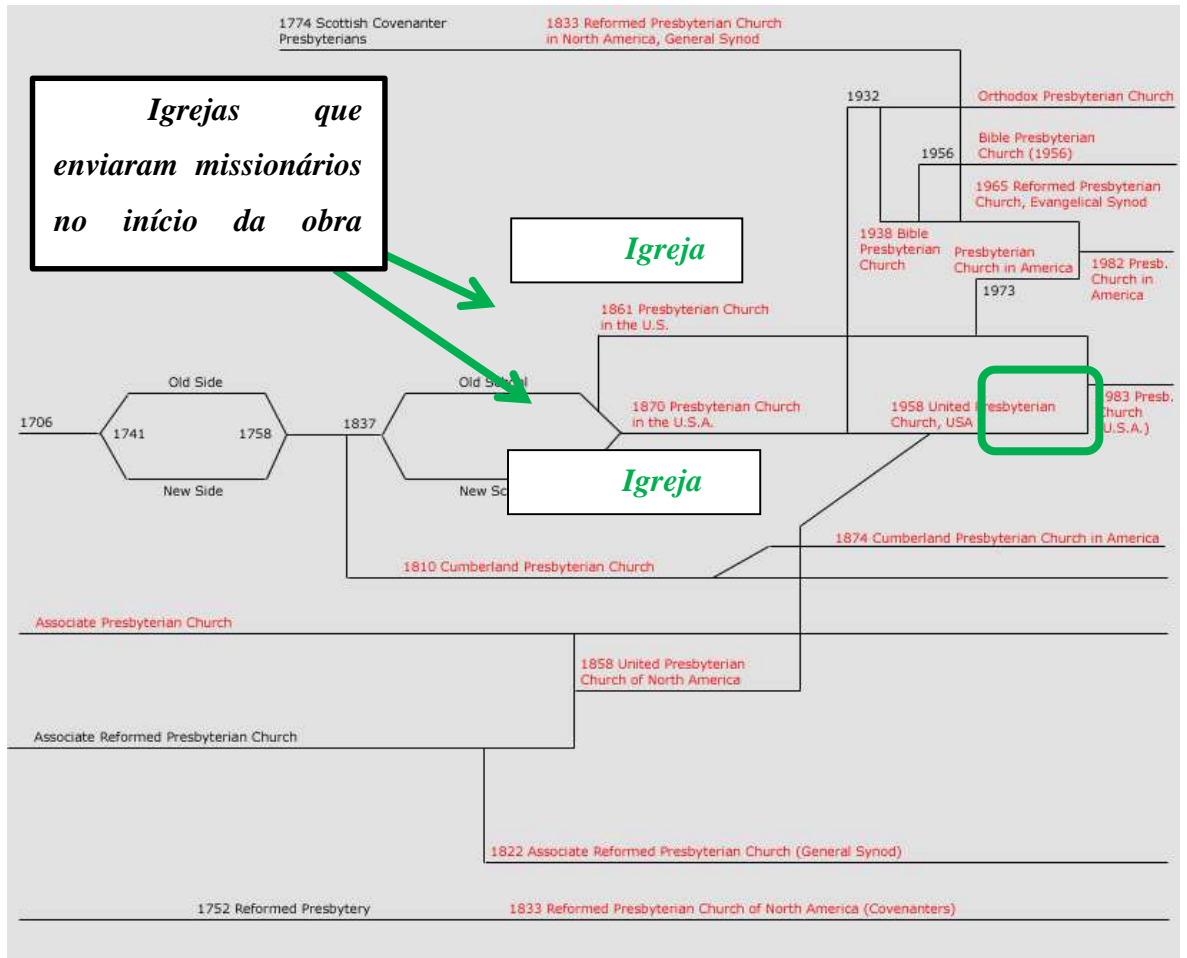 1774 Scottish Covenanter
Presbyterians
1833 Reformed Presbyterian Church
in North America, General Synod
Igrejas que
enviaram missionários
no início da obra
1932
Orthodox Presbyterian Church
1956
Bible Presbyterian
Church (1956)
1965 Reformed Presbyterian
Church, Evangelical Synod
Igreja
1938 Bible
Presbyterian
Church
Presbyterian
Church in America
1973
1982 Presb.
Church in
America
1861 Presbyterian Church
in the U.S.
Old Side
Old School
1706
1741
1758
1837
1870 Presbyterian Church
in the U.S.A.
1958 United Presbyterian
Church, USA
1983 Presb.
Church
(U.S.A.)
New Side
New Sc
Igreja
1874 Cumberland Presbyterian Church in America
1810 Cumberland Presbyterian Church
Associate Presbyterian Church
1858 United Presbyterian
Church of North America
Associate Reformed Presbyterian Church
1822 Associate Reformed Presbyterian Church (General Synod)
1752 Reformed Presbytery
1833 Reformed Presbyterian Church of North America (Covenanters)